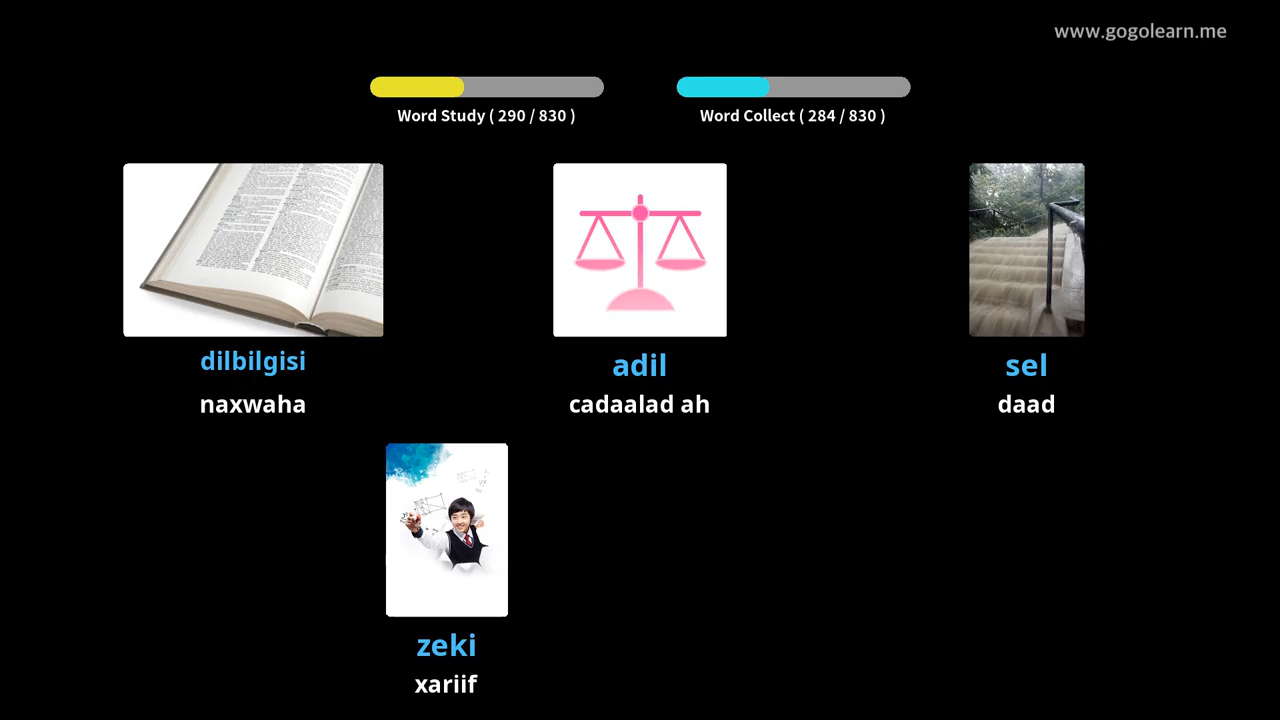 www.gogolearn.me
Word Study ( 290 / 830 )
Word Collect ( 284 / 830 )
dilbilgisi
naxwaha
adil
cadaalad ah
sel
daad
zeki
xariif